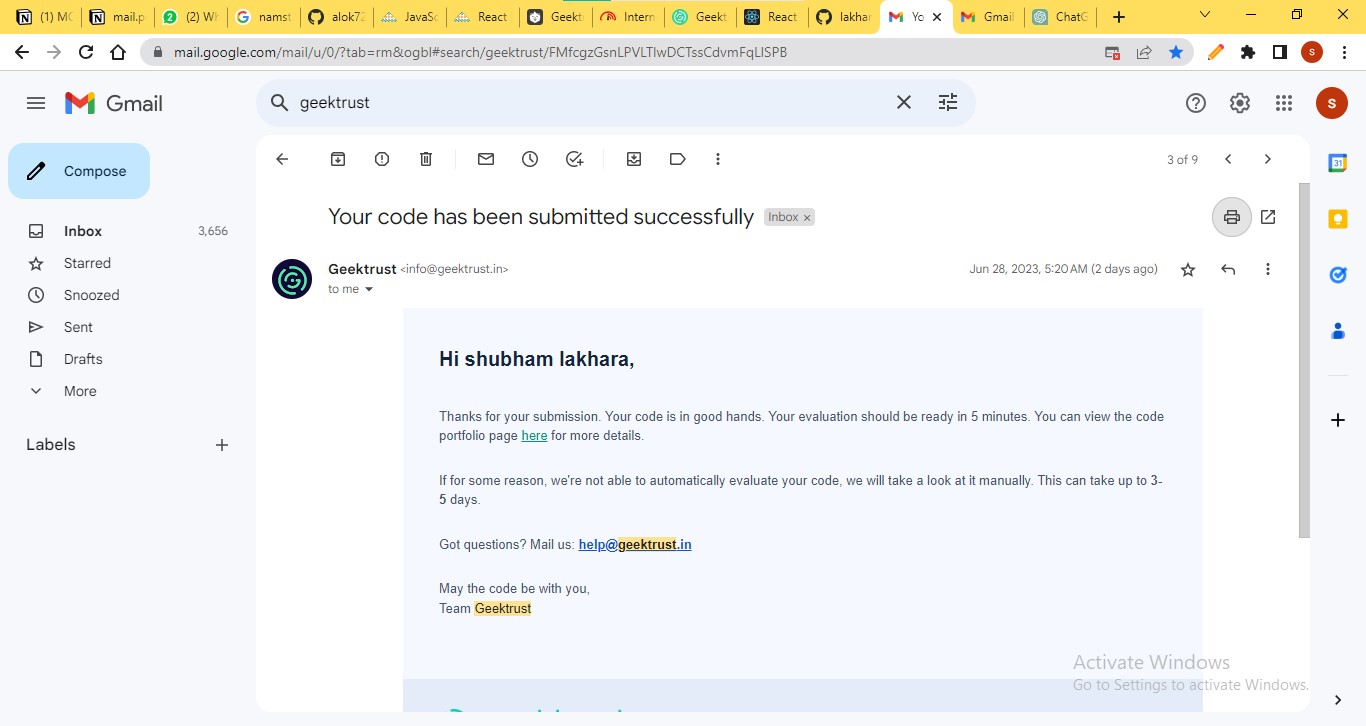 (1) MC
mail.p
(2) Wh
namst
alok72
JavaSc
React
Geekt
Intern
Geekt
React
lakhar
Yo
Gmail
ChatG
mail.google.com/mail/u/0/?tab=rm&ogbl#search/geektrust/FMfcgzGsnLPVLTlwDCTssCdvmFqLlSPB
S
Gmail
geektrust
S
Compose
3 of 9
31
Your code has been submitted successfully Inbox ×
Inbox 3,656
Starred
Snoozed
Sent
Drafts
More
Labels
Geektrust <info@geektrust.in> Jun 28, 2023, 5:20 AM (2 days ago)
to me
Hi shubham lakhara,
Thanks for your submission. Your code is in good hands. Your evaluation should be ready in 5 minutes. You can view the code
portfolio page here for more details.
If for some reason, we're not able to automatically evaluate your code, we will take a look at it manually. This can take up to 3-
5 days.
Got questions? Mail us: help@geektrust.in
May the code be with you,
Team Geektrust
Activate Windows
Go to Settings to activate Windows.